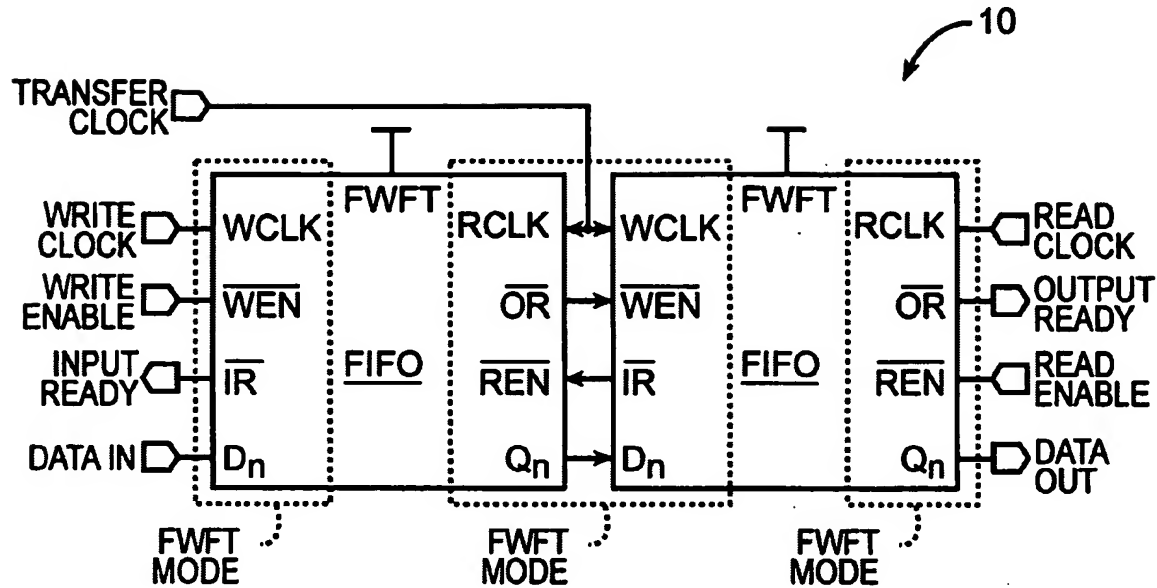 10
TRANSFER
CLOCK
FWFT
FWFT
WRITE
CLOCK
WCLK
RCLK
WCLK
RCLK
READ
CLOCK
WRITE
ENABLE
WEN
OR
WEN
OR
OUTPUT
READY
INPUT
READY
IR
FIFO
REN
IR
FIFO
REN
READ
ENABLE
DATA IN
Dn
Qn
Dn
Qn
DATA
OUT
FWFT
MODE
FWFT
MODE
FWFT
MODE